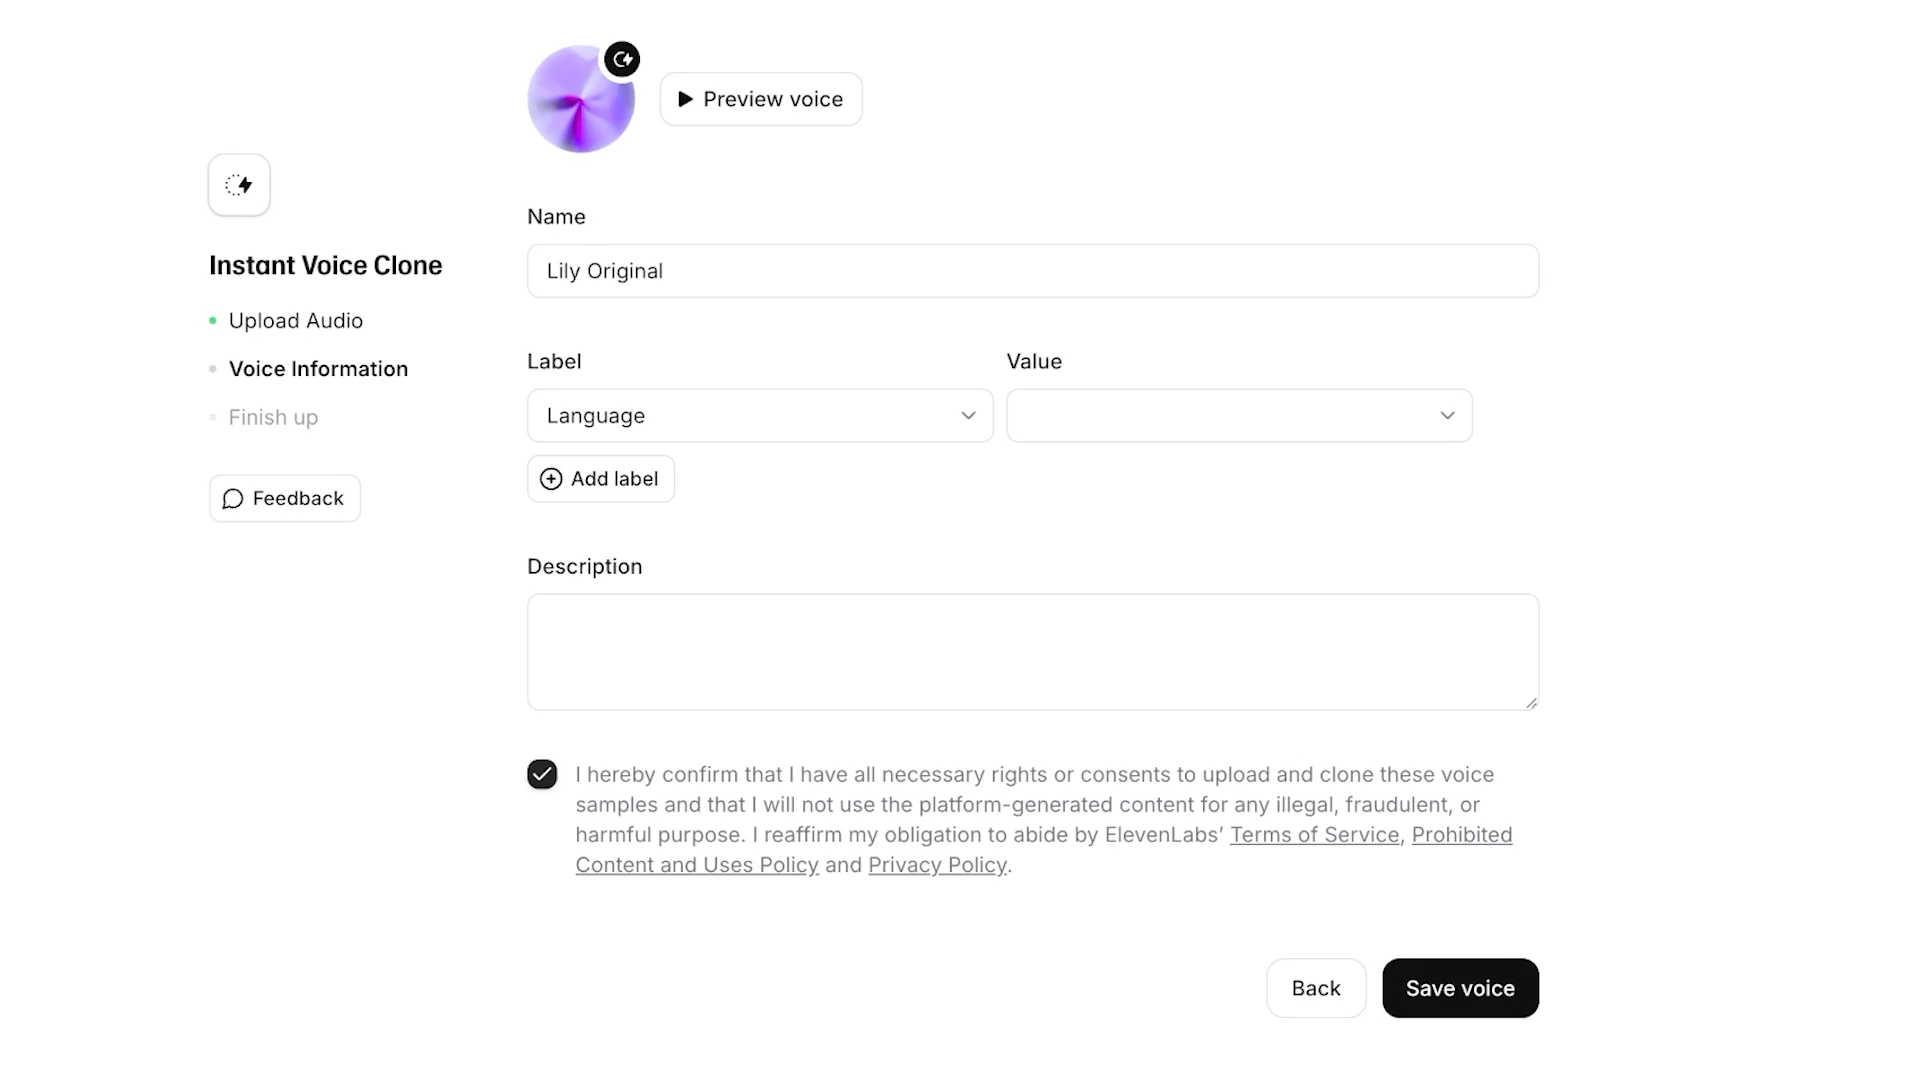 Preview voice
Instant Voice Clone
Upload Audio
Voice Information
Finish up
Feedback
Name
Lily Original
Label
Value
Language
Add label
Description
I hereby confirm that I have all necessary rights or consents to upload and clone these voice
samples and that I will not use the platform-generated content for any illegal, fraudulent, or
harmful purpose. I reaffirm my obligation to abide by ElevenLabs’ Terms of Service, Prohibited
Content and Uses Policy and Privacy Policy.
Back
Save voice